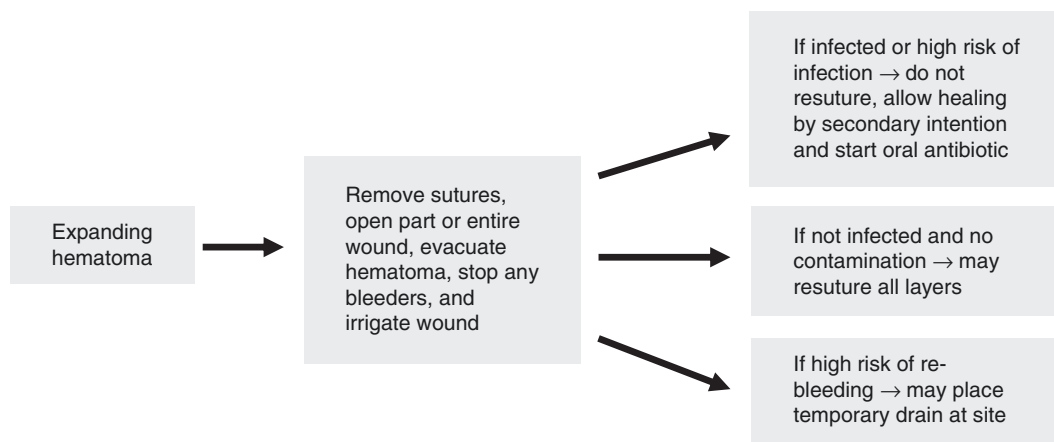 Expanding
hematoma
Remove sutures,
open part or entire
wound, evacuate
hematoma, stop any
bleeders, and
irrigate wound
If infected or high risk of
infection → do not
resuture, allow healing
by secondary intention
and start oral antibiotic
If not infected and no
contamination → may
resuture all layers
If high risk of re-
bleeding → may place
temporary drain at site